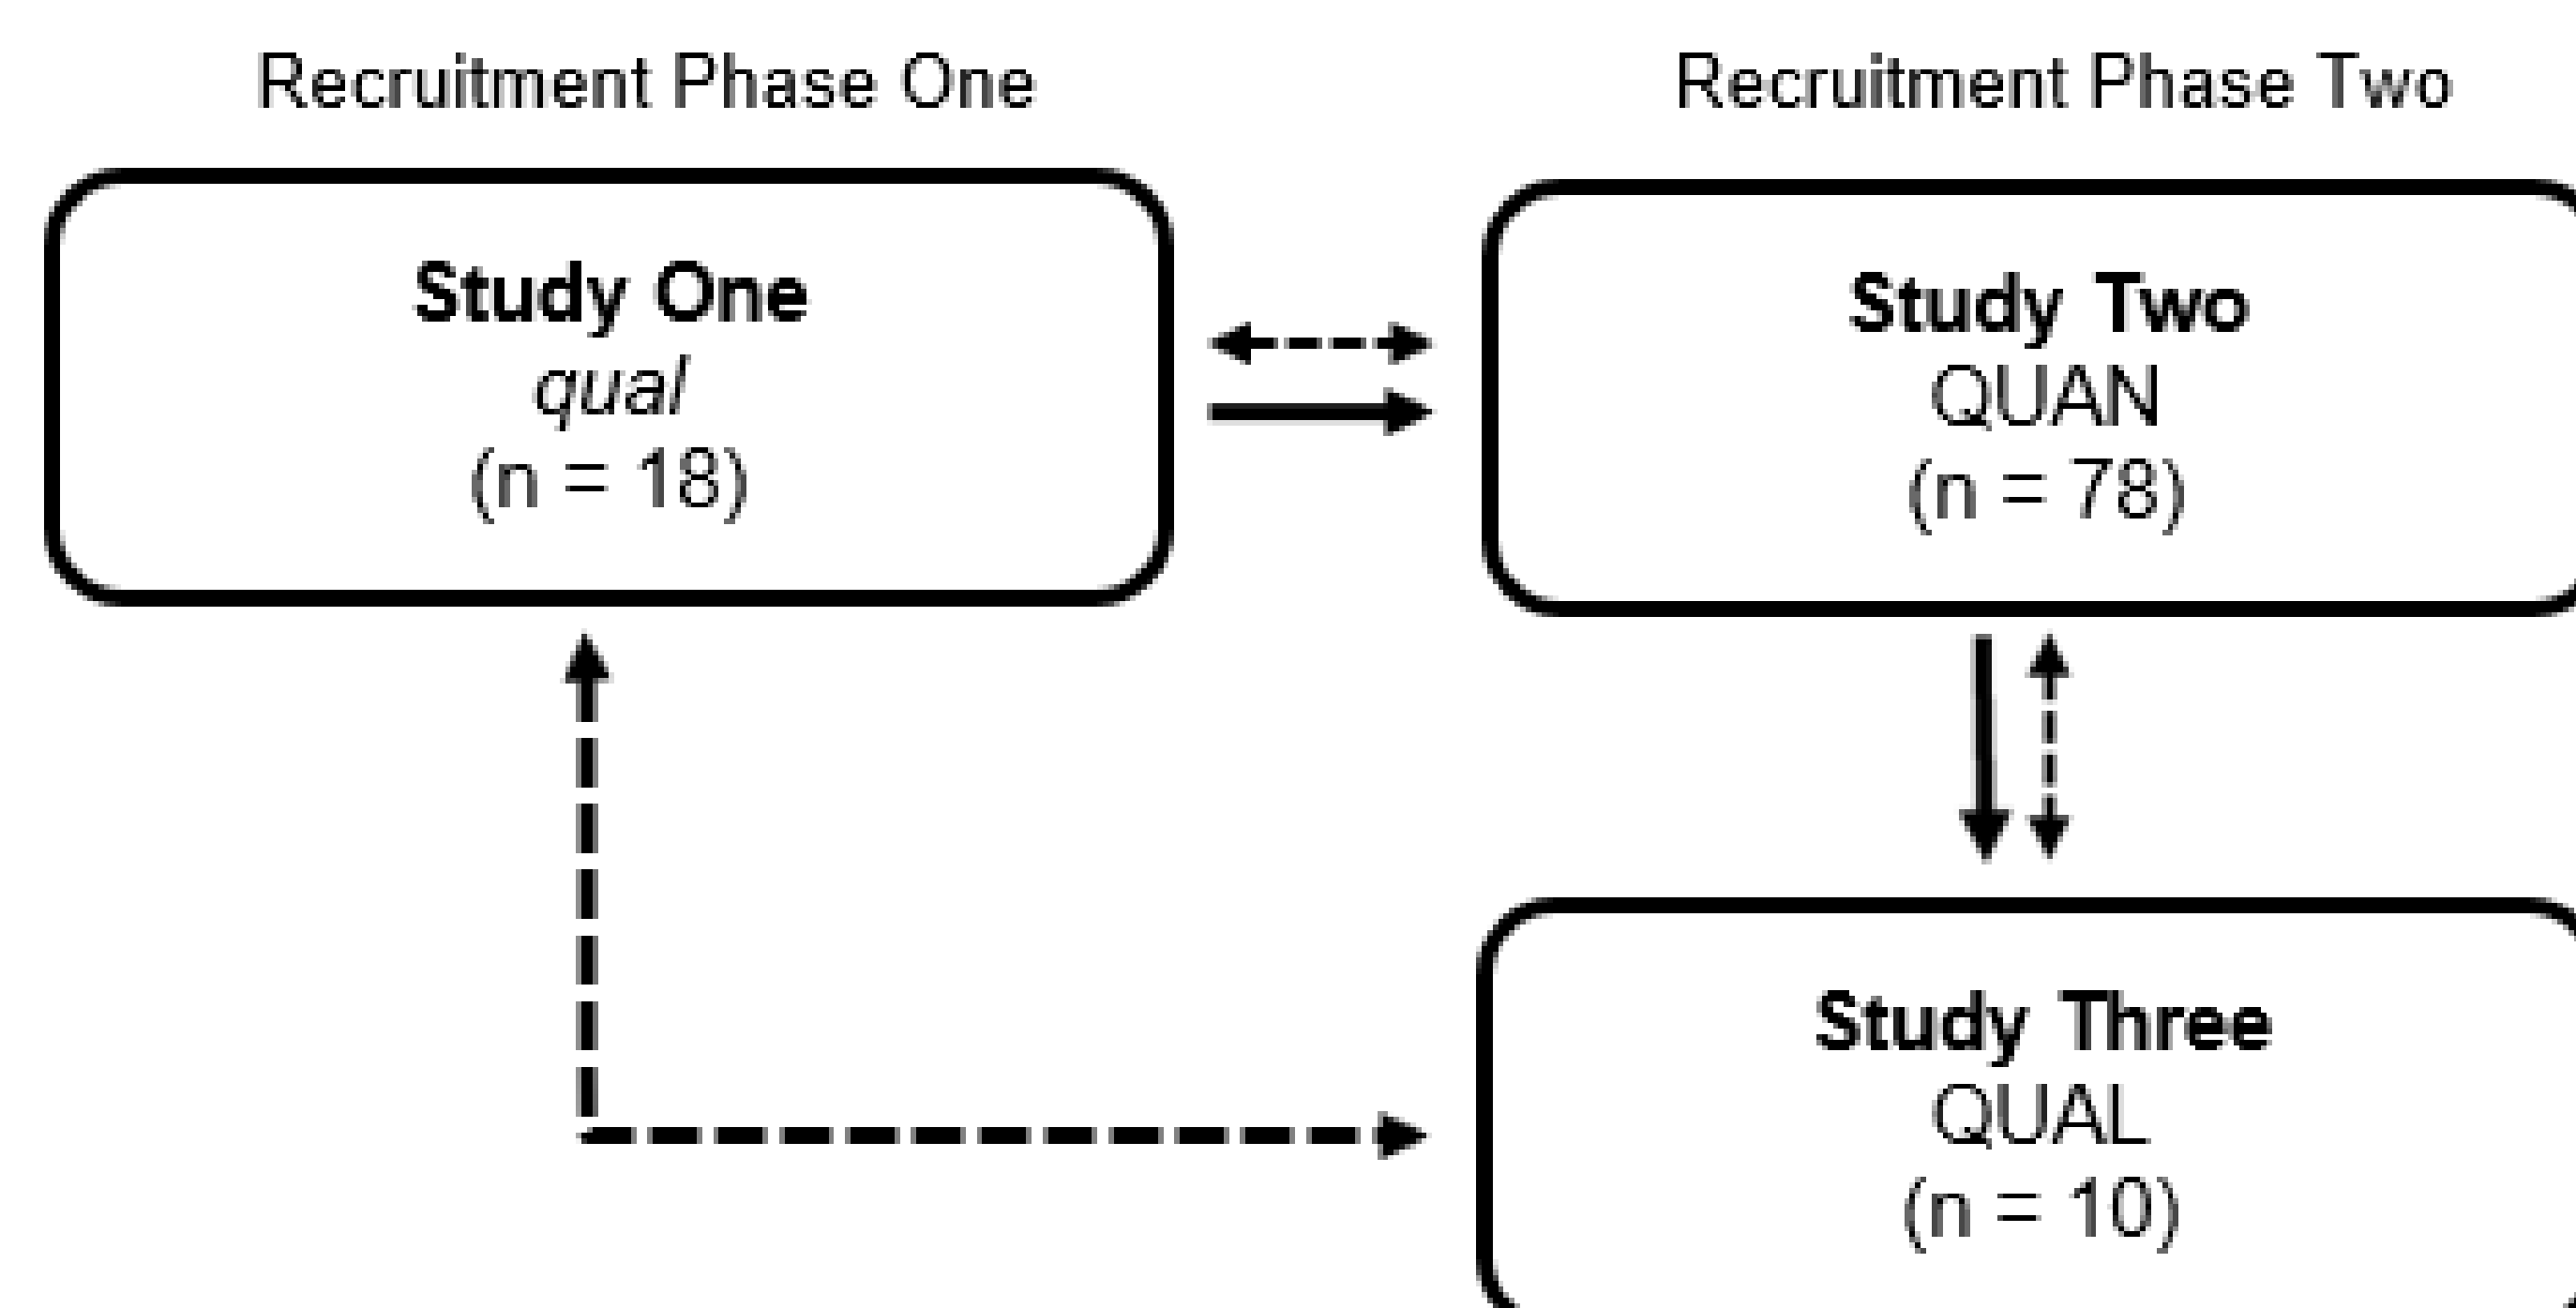 Recruitment Phase One
Recruitment Phase Two
Study One
qual
(n = 18)
Study Two
QUAN
(n = 78)
Study Three
QUAL
(n = 10)